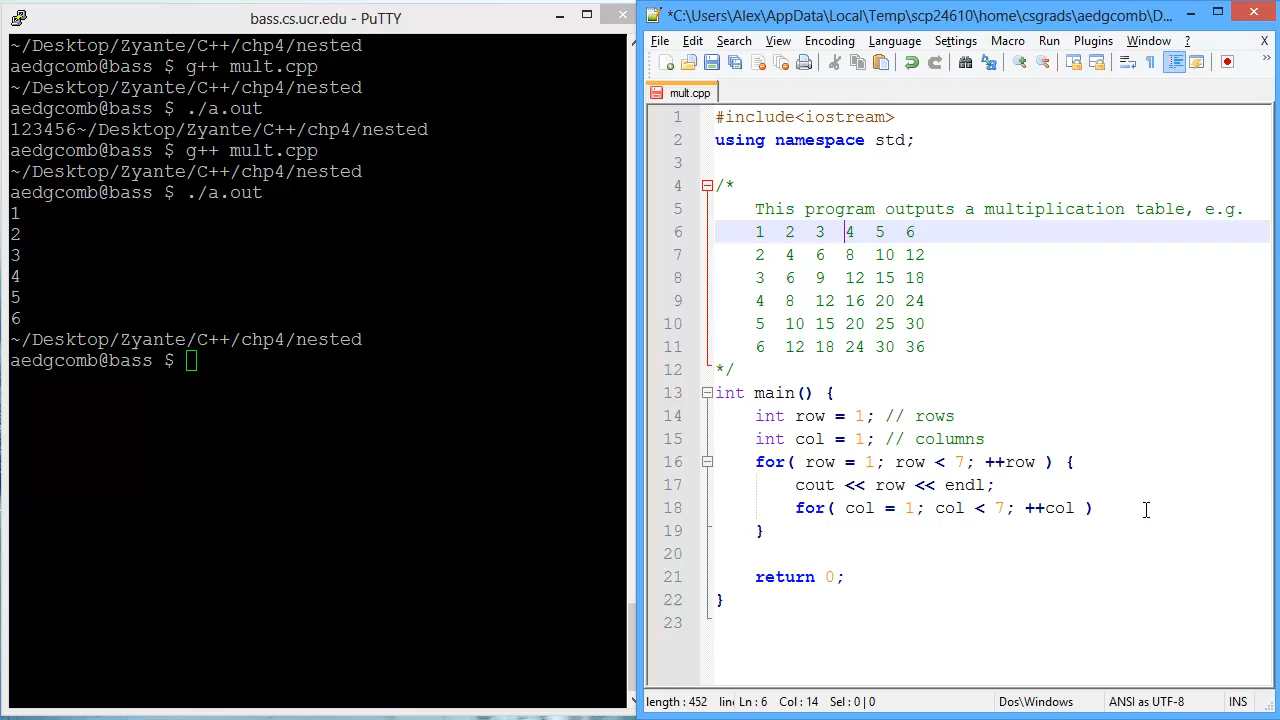 bass.cs.ucr.edu - PuTTY
~/Desktop/Zyante/C++/chp4/nested
aedgcomb@bass $ g++ mult.cpp
~/Desktop/Zyante/C++/chp4/nested
aedgcomb@bass $ ./a.out
123456~/Desktop/Zyante/C++/chp4/nested
aedgcomb@bass $ g++ mult.cpp
~/Desktop/Zyante/C++/chp4/nested
aedgcomb@bass $ ./a.out
1
2
3
4
5
6
~/Desktop/Zyante/C++/chp4/nested
aedgcomb@bass $
*C:\Users\Alex\AppData\Local\Temp\scp24610\home\csgrads\aedgcomb\D...
File Edit Search View Encoding Language Settings Macro Run Plugins Window ? X
mult.cpp
1 #include<iostream>
2 using namespace std;
3
4 /*
5 This program outputs a multiplication table, e.g.
6 1 2 3 4 5 6
7 2 4 6 8 10 12
8 3 6 9 12 15 18
9 4 8 12 16 20 24
10 5 10 15 20 25 30
11 6 12 18 24 30 36
12 */
13 int main() {
14 int row = 1; // rows
15 int col = 1; // columns
16 for( row = 1; row < 7; ++row ) {
17 cout << row << endl;
18 for( col = 1; col < 7; ++col )
19 }
20
21 return 0;
22 }
23
length : 452 line Ln : 6 Col : 14 Sel : 0 | 0 Dos\Windows ANSI as UTF-8 INS